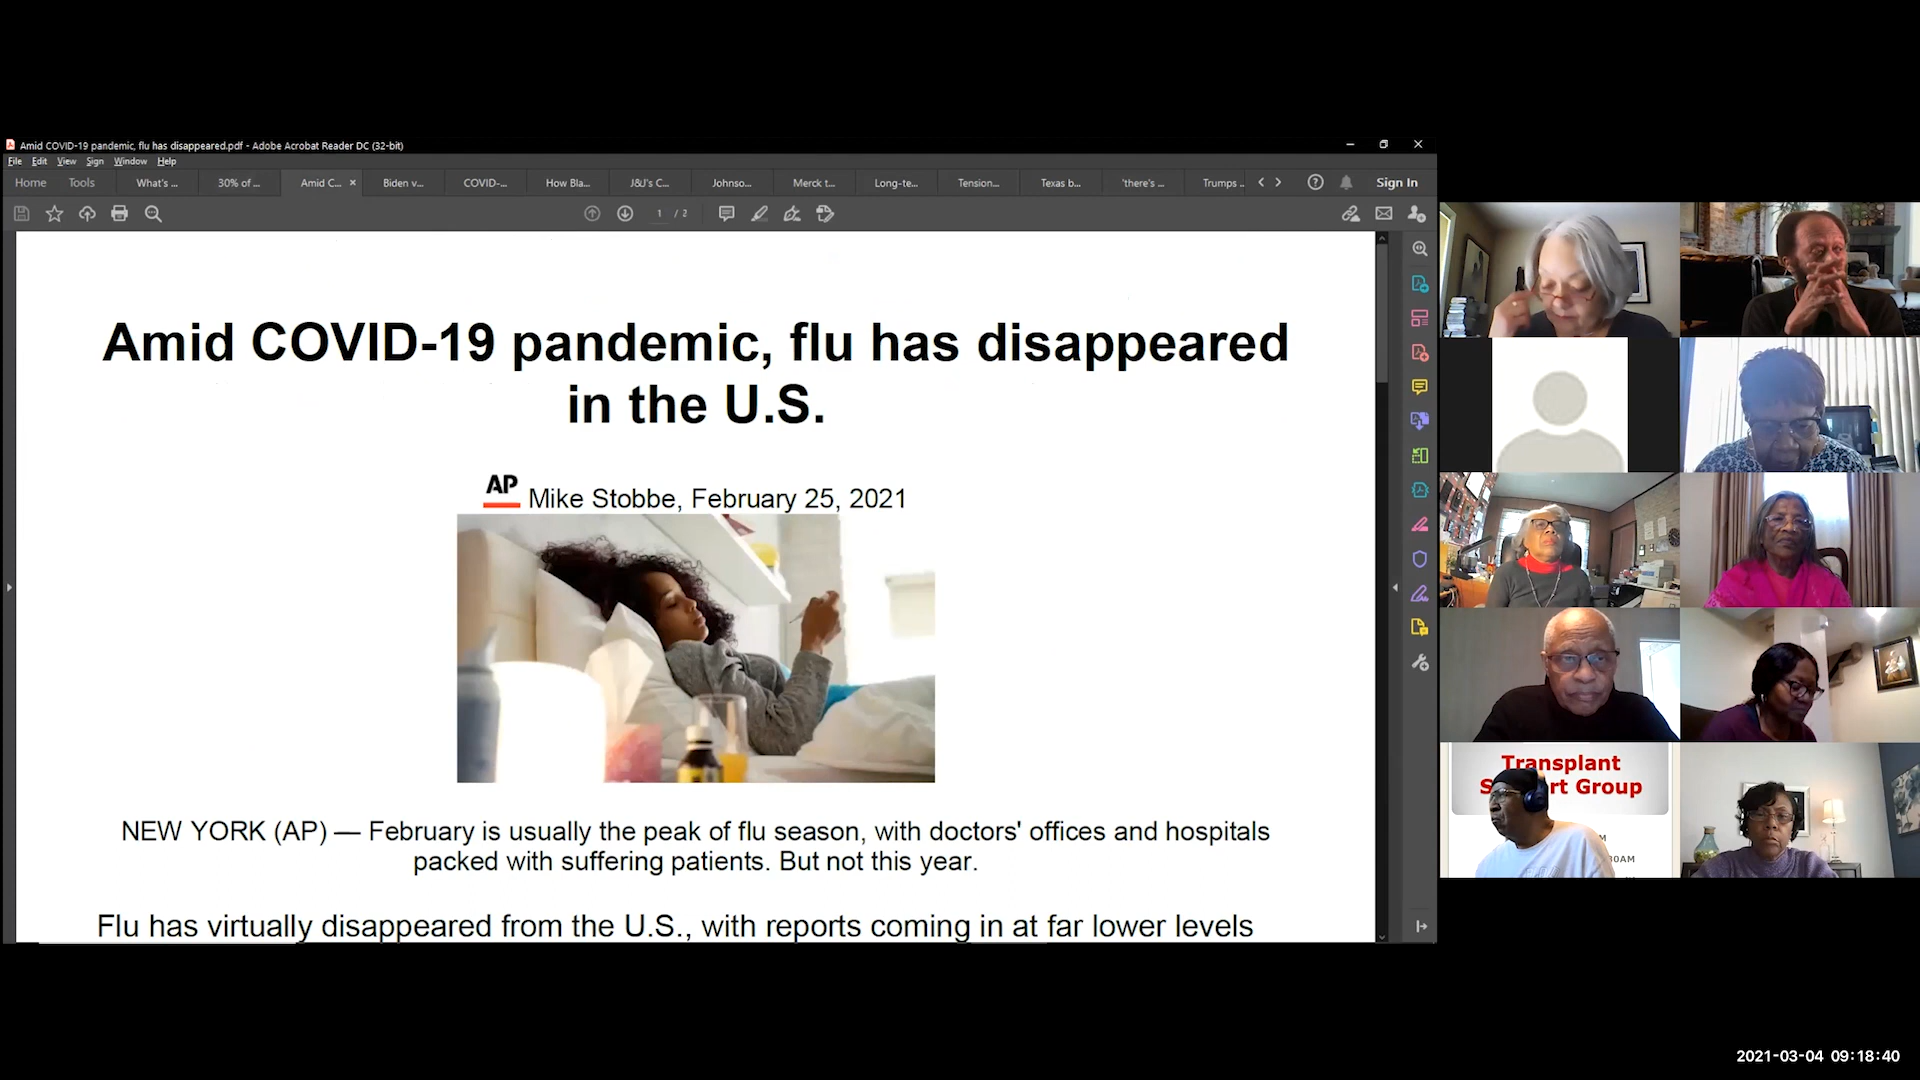 Amid COVID-19 pandemic, flu has disappeared.pdf - Adobe Acrobat Reader DC (32-bit)
File Edit View Sign Window Help
Home Tools What's ... 30% of ... Amid C... × Biden v... COVID-... How Bla... J&J's C... Johnso... Merck t... Long-te... Tension... Texas b... 'there's ... Trumps ... Sign In
1 / 2
Amid COVID-19 pandemic, flu has disappeared
in the U.S.
AP Mike Stobbe, February 25, 2021
NEW YORK (AP) — February is usually the peak of flu season, with doctors' offices and hospitals
packed with suffering patients. But not this year.
Flu has virtually disappeared from the U.S., with reports coming in at far lower levels
Transplant
S rt Group
M
30AM
2021-03-04 09:18:40